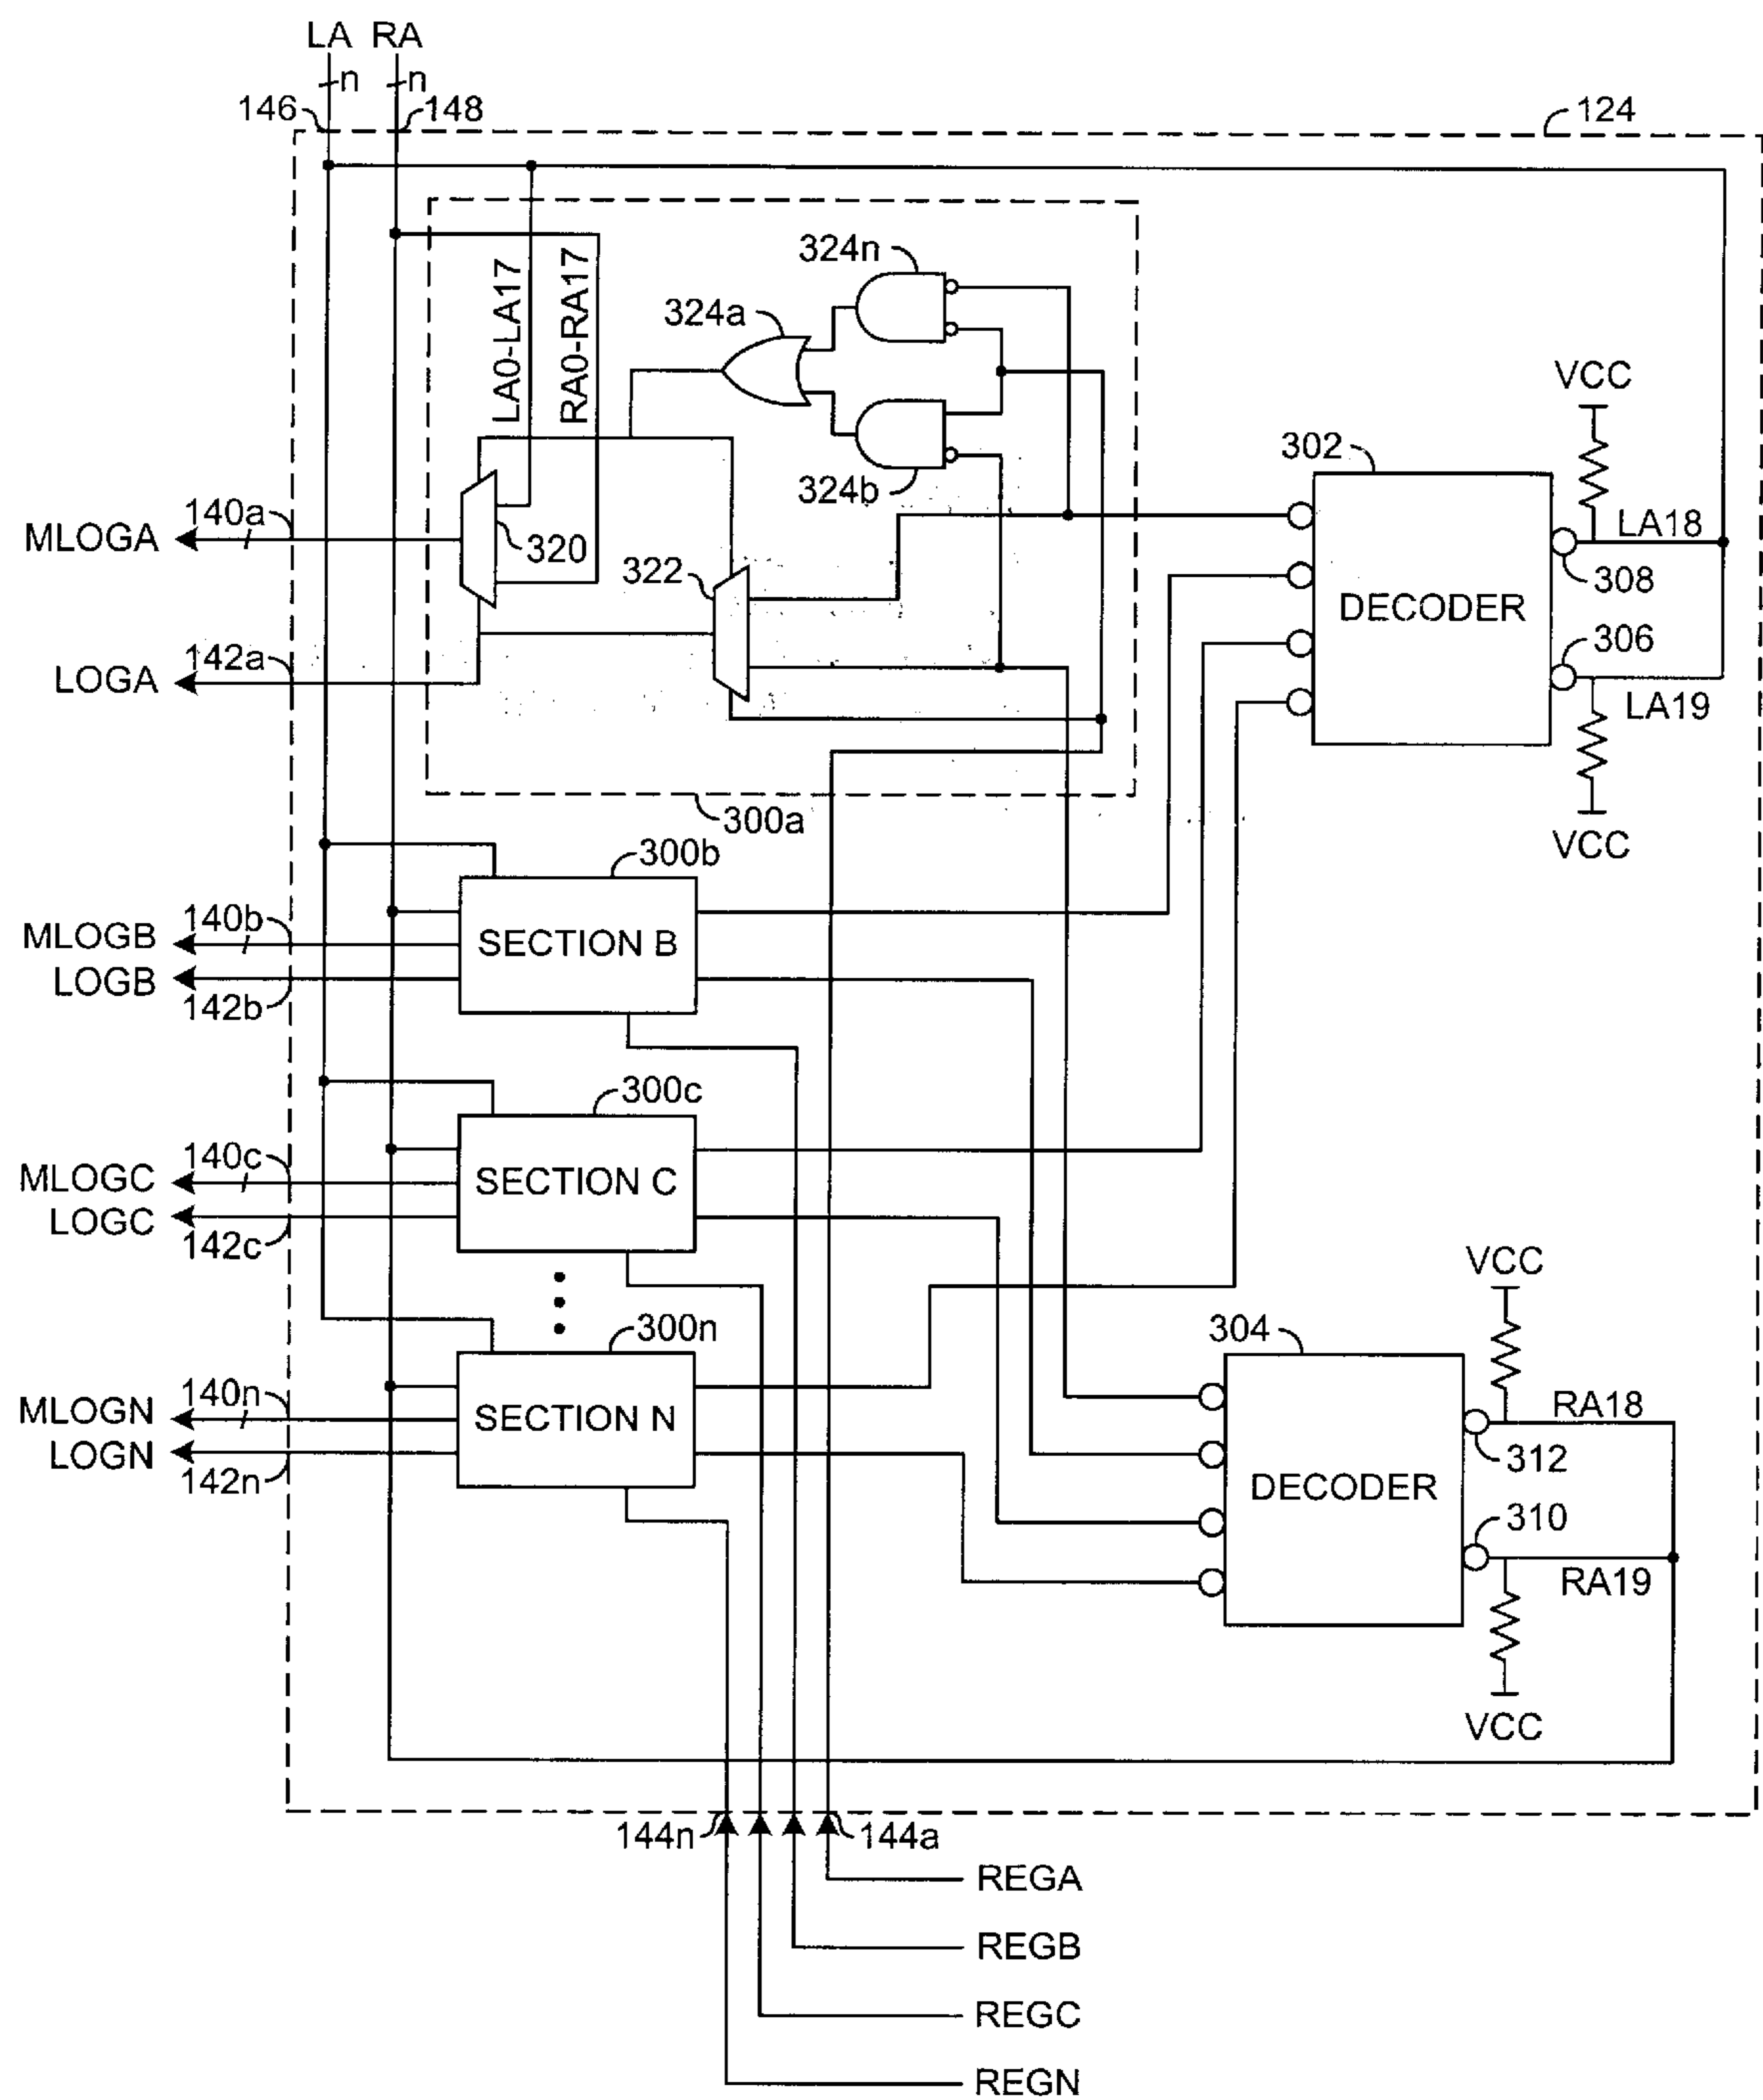 LA RA
n n
146 148 124
LA0-LA17
RA0-RA17
324n
324a
324b
VCC
302
LA18
308
DECODER
306
LA19
VCC
140a
MLOGA
320
322
142a
LOGA
300a
300b
140b
MLOGB
SECTION B
LOGB
142b
300c
140c
MLOGC
SECTION C
LOGC
142c
300n
140n
MLOGN
SECTION N
LOGN
142n
VCC
304
RA18
312
DECODER
310
RA19
VCC
144n 144a
REGA
REGB
REGC
REGN